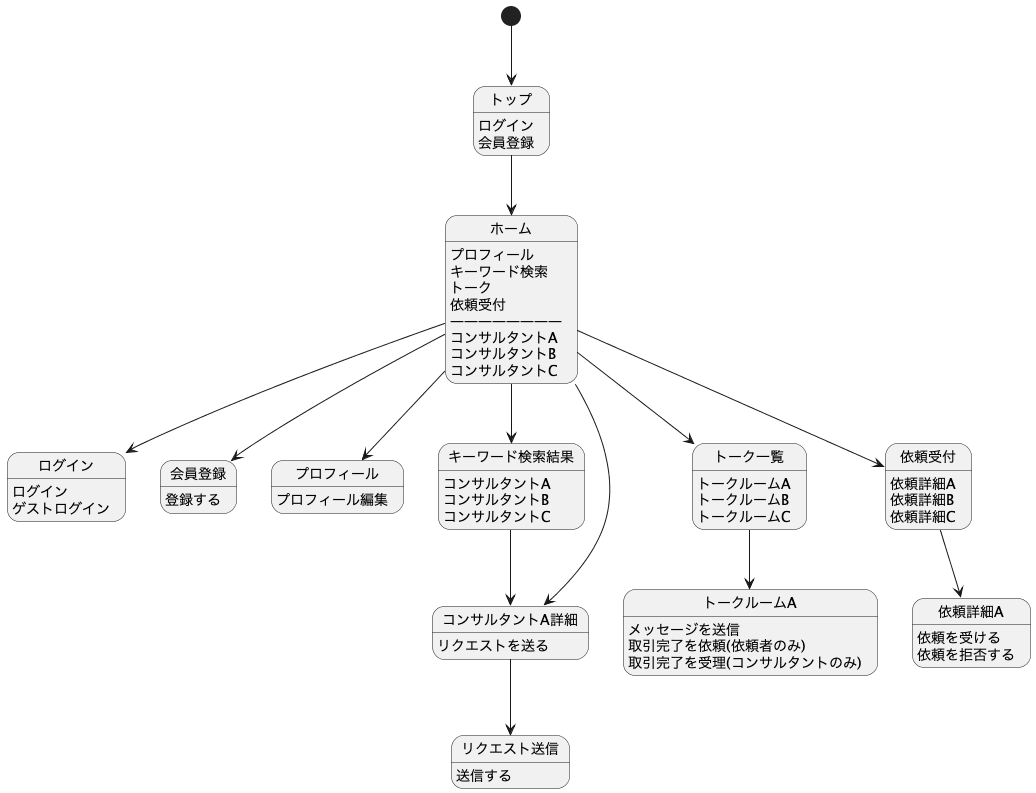 トップ
ログイン
会員登録
ホーム
プロフィール
キーワード検索
トーク
依頼受付
ーーーーーーーー
コンサルタントA
コンサルタントB
コンサルタントC
ログイン
ログイン
ゲストログイン
会員登録
登録する
プロフィール
プロフィール編集
キーワード検索結果
コンサルタントA
コンサルタントB
コンサルタントC
トーク一覧
トークルームA
トークルームB
トークルームC
依頼受付
依頼詳細A
依頼詳細B
依頼詳細C
コンサルタントA詳細
リクエストを送る
トークルームA
メッセージを送信
取引完了を依頼(依頼者のみ)
取引完了を受理(コンサルタントのみ)
依頼詳細A
依頼を受ける
依頼を拒否する
リクエスト送信
送信する